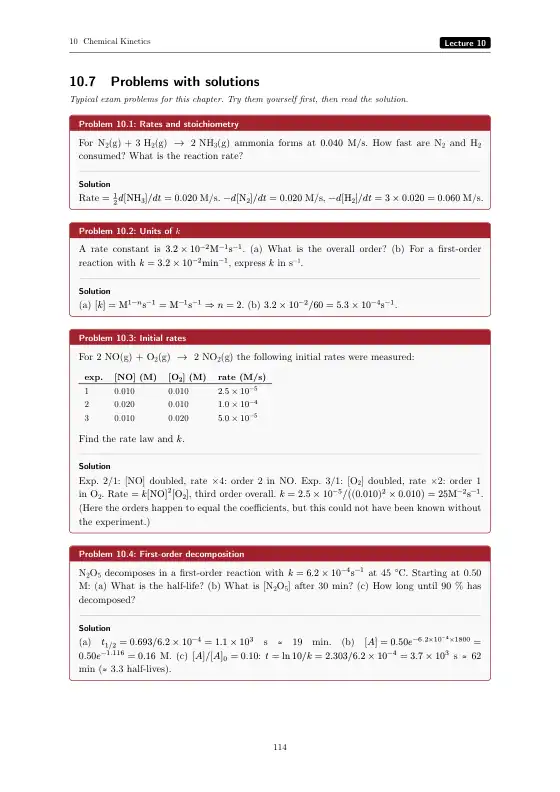 10 Chemical Kinetics
Lecture 10
10.7 Problems with solutions
Typical exam problems for this chapter. Try them yourself first, then read the solution.
Problem 10.1: Rates and stoichiometry
For N₂(g) + 3 H₂(g) → 2 NH₃(g) ammonia forms at 0.040 M/s. How fast are N₂ and H₂
consumed? What is the reaction rate?
Solution
Rate = ½d[NH₃]/dt = 0.020 M/s. −d[N₂]/dt = 0.020 M/s, −d[H₂]/dt = 3 × 0.020 = 0.060 M/s.
Problem 10.2: Units of k
A rate constant is 3.2 × 10⁻²M⁻¹s⁻¹. (a) What is the overall order? (b) For a first-order
reaction with k = 3.2 × 10⁻²min⁻¹, express k in s⁻¹.
Solution
(a) [k] = M¹⁻ⁿs⁻¹ = M⁻¹s⁻¹ ⇒ n = 2. (b) 3.2 × 10⁻²/60 = 5.3 × 10⁻⁴s⁻¹.
Problem 10.3: Initial rates
For 2 NO(g) + O₂(g) → 2 NO₂(g) the following initial rates were measured:
exp. [NO] (M) [O₂] (M) rate (M/s)
1 0.010 0.010 2.5 × 10⁻⁵
2 0.020 0.010 1.0 × 10⁻⁴
3 0.010 0.020 5.0 × 10⁻⁵
Find the rate law and k.
Solution
Exp. 2/1: [NO] doubled, rate ×4: order 2 in NO. Exp. 3/1: [O₂] doubled, rate ×2: order 1
in O₂. Rate = k[NO]²[O₂], third order overall. k = 2.5 × 10⁻⁵/((0.010)² × 0.010) = 25M⁻²s⁻¹.
(Here the orders happen to equal the coefficients, but this could not have been known without
the experiment.)
Problem 10.4: First-order decomposition
N₂O₅ decomposes in a first-order reaction with k = 6.2 × 10⁻⁴s⁻¹ at 45 °C. Starting at 0.50
M: (a) What is the half-life? (b) What is [N₂O₅] after 30 min? (c) How long until 90 % has
decomposed?
Solution
(a) t₁/₂ = 0.693/6.2 × 10⁻⁴ = 1.1 × 10³ s ≈ 19 min. (b) [A] = 0.50e^−6.2×10⁻⁴×1800 =
0.50e^−1.116 = 0.16 M. (c) [A]/[A]₀ = 0.10: t = ln 10/k = 2.303/6.2 × 10⁻⁴ = 3.7 × 10³ s ≈ 62
min (≈ 3.3 half-lives).
114